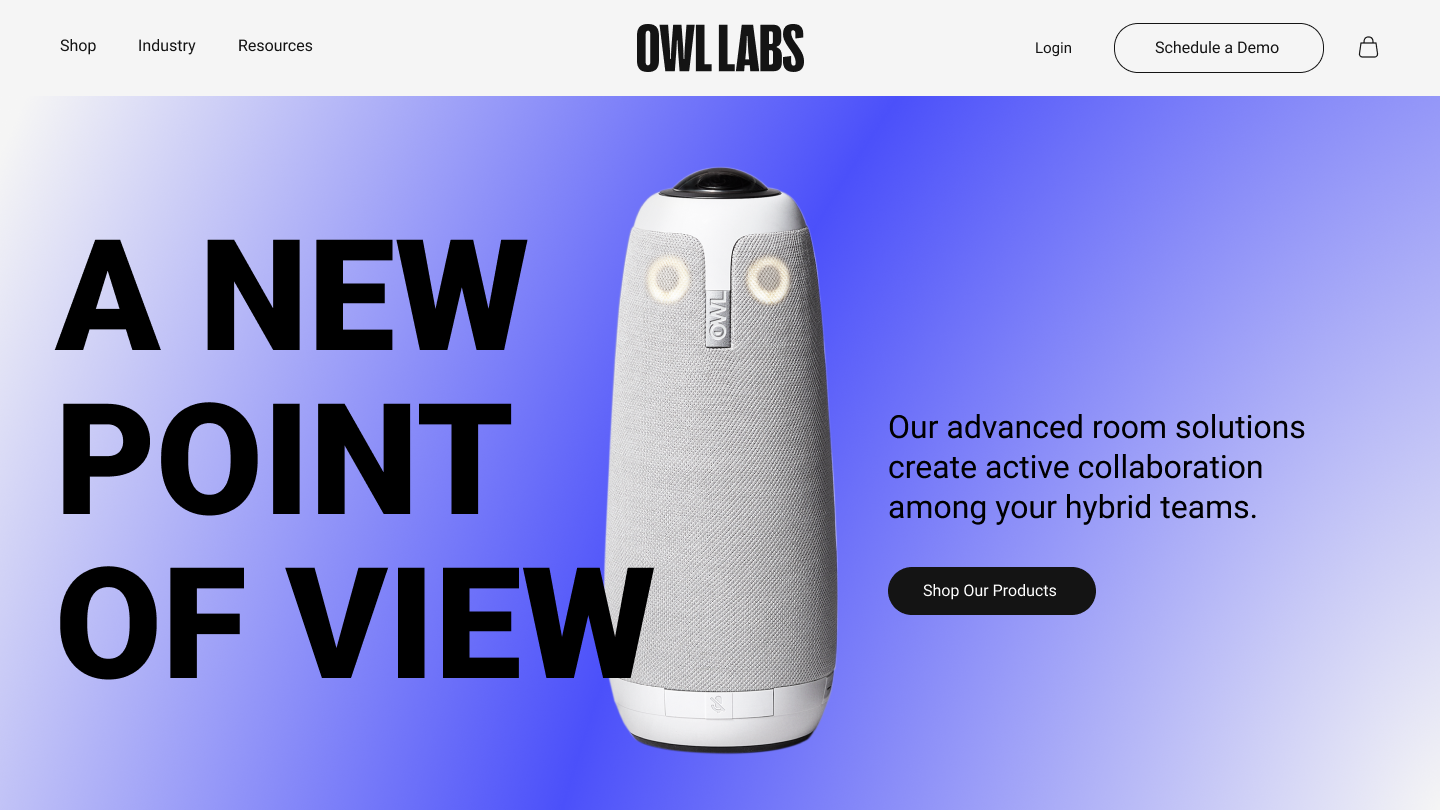 Shop
Industry
Resources
OWL LABS
Login
Schedule a Demo
A NEW
POINT
OF VIEW
OWL
Our advanced room solutions
create active collaboration
among your hybrid teams.
Shop Our Products